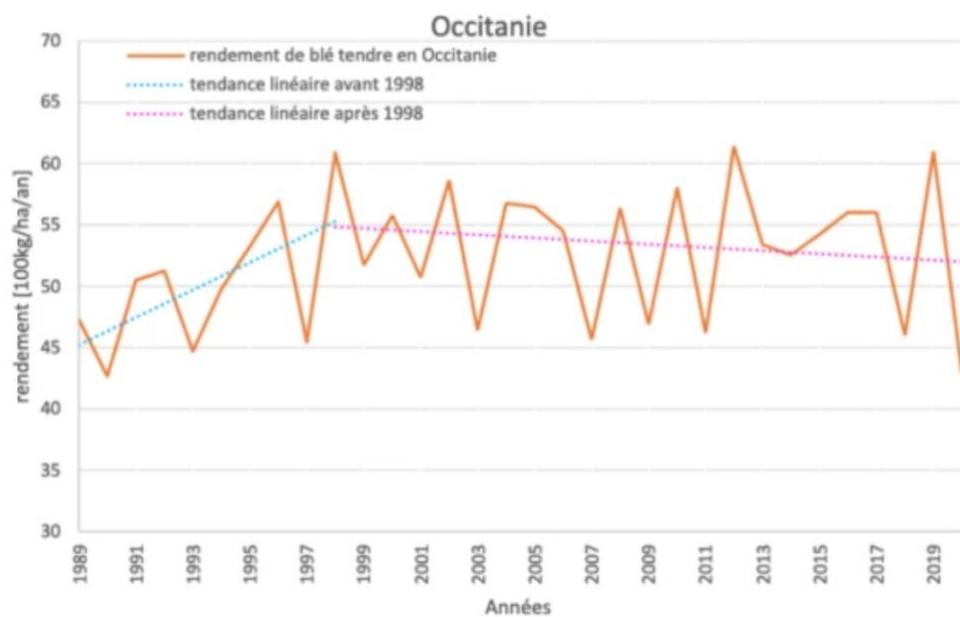 Occitanie
70
rendement de blé tendre en Occitanie
tendance linéaire avant 1998
65
tendance linéaire après 1998
60
55
50
45
40
35
30
rendement [100kg/ha/an]
1989 1991 1993 1995 1997 1999 2001 2003 2005 2007 2009 2011 2013 2015 2017 2019
Années